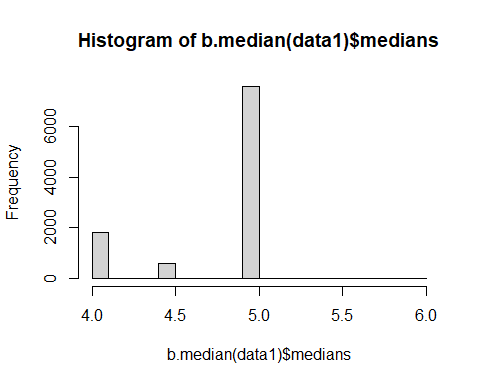 Histogram of b.median(data1)$medians
Frequency
6000
4000
2000
0
4.0 4.5 5.0 5.5 6.0
b.median(data1)$medians